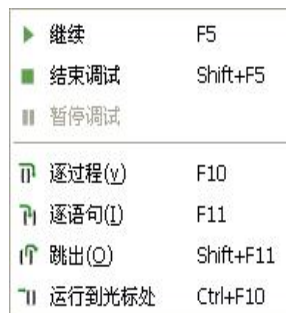 继续 F5
结束调试 Shift+F5
暂停调试
逐过程(v) F10
逐语句(I) F11
跳出(O) Shift+F11
运行到光标处 Ctrl+F10